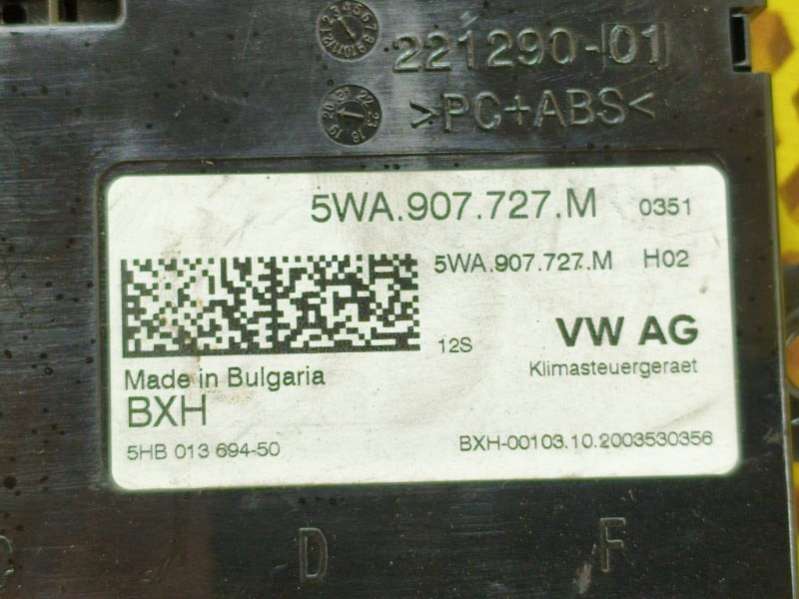 221290-01
>PC+ABS<
5WA.907.727.M 0351
5WA.907.727.M H02
12S VW AG
Klimasteuergeraet
Made in Bulgaria
BXH
5HB 013 694-50
BXH-00103.10.2003530356
D F